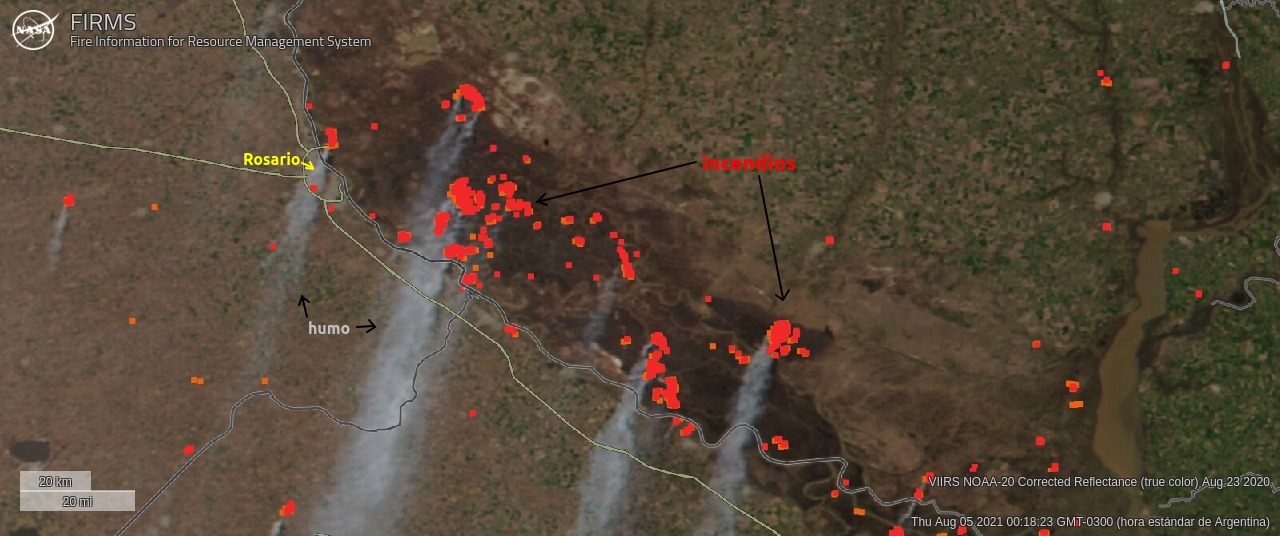 NASA
FIRMS
Fire Information for Resource Management System
Rosario
incendios
humo
20 km
20 mi
VIIRS NOAA-20 Corrected Reflectance (true color) Aug 23 2020
Thu Aug 05 2021 00:18:23 GMT-0300 (hora estándar de Argentina)